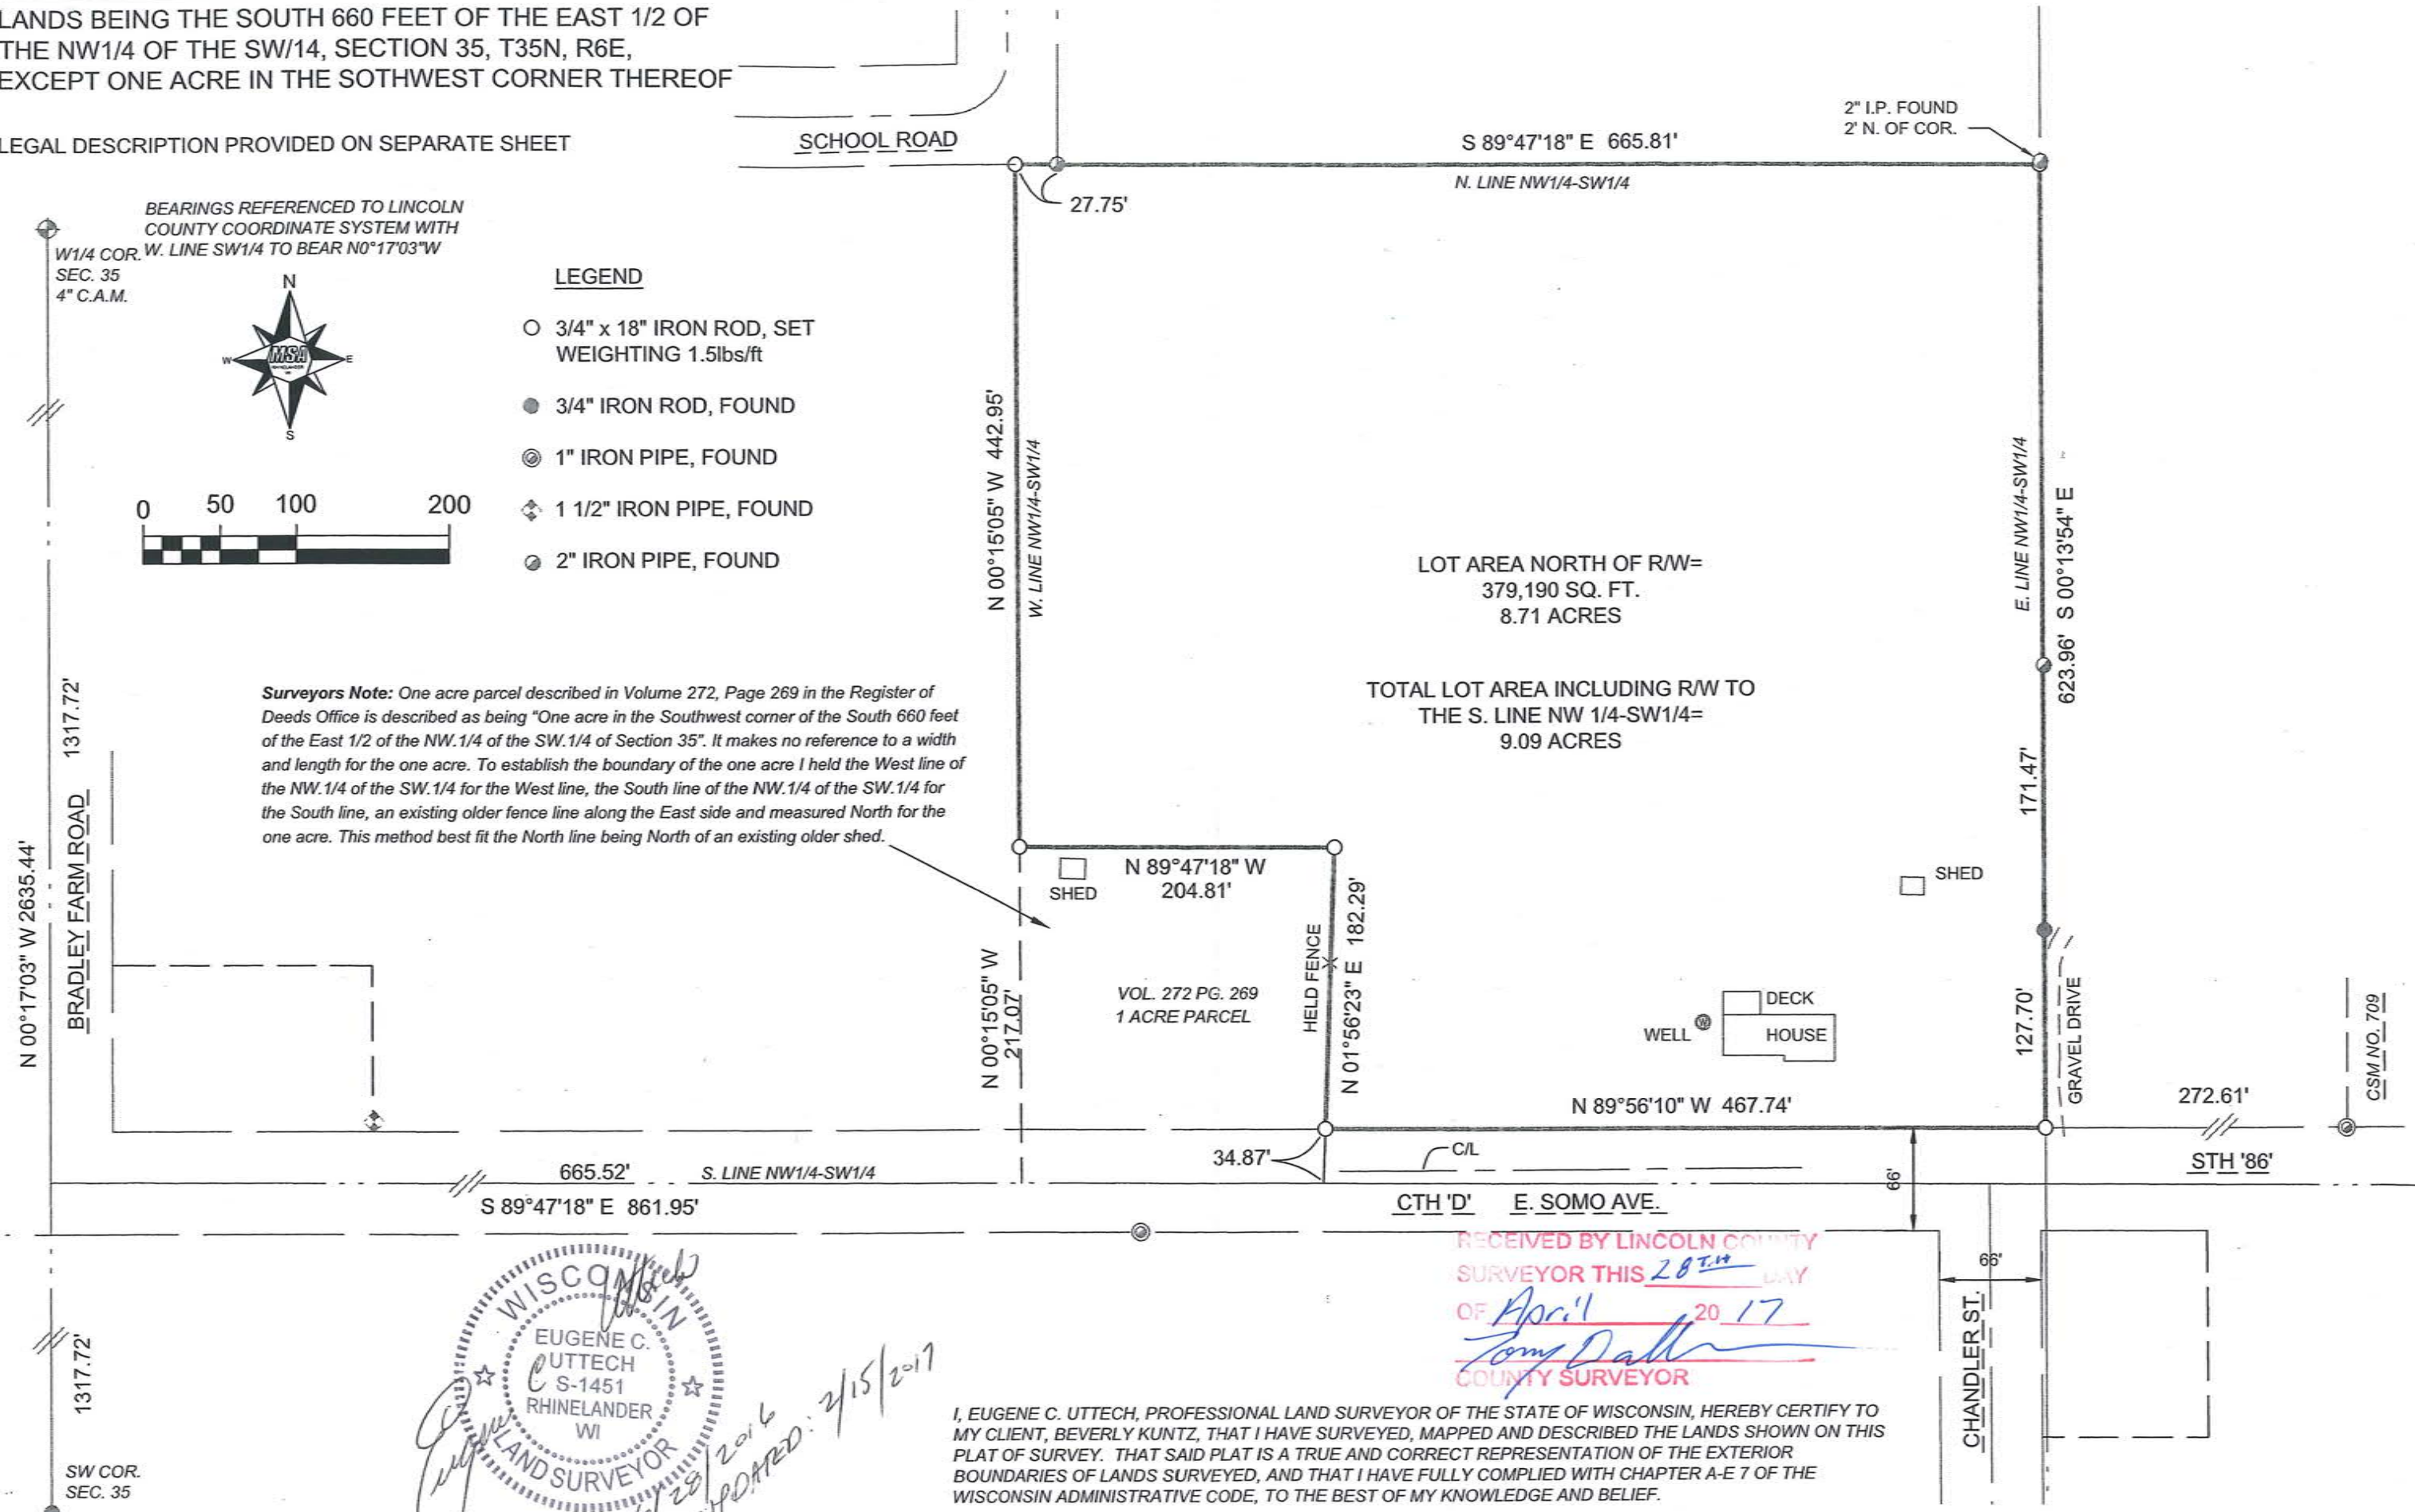 LANDS BEING THE SOUTH 660 FEET OF THE EAST 1/2 OF
THE NW1/4 OF THE SW/14, SECTION 35, T35N, R6E,
EXCEPT ONE ACRE IN THE SOTHWEST CORNER THEREOF
LEGAL DESCRIPTION PROVIDED ON SEPARATE SHEET
SCHOOL ROAD
S 89°47'18" E 665.81'
N. LINE NW1/4-SW1/4
2" I.P. FOUND
2' N. OF COR.
27.75'
BEARINGS REFERENCED TO LINCOLN
COUNTY COORDINATE SYSTEM WITH
W. LINE SW1/4 TO BEAR N0°17'03"W
W1/4 COR.
SEC. 35
4" C.A.M.
N
W
MSA
E
S
0 50 100 200
LEGEND
3/4" x 18" IRON ROD, SET
WEIGHTING 1.5lbs/ft
3/4" IRON ROD, FOUND
1" IRON PIPE, FOUND
1 1/2" IRON PIPE, FOUND
2" IRON PIPE, FOUND
N 00°15'05" W 442.95'
W. LINE NW1/4-SW1/4
LOT AREA NORTH OF R/W=
379,190 SQ. FT.
8.71 ACRES
TOTAL LOT AREA INCLUDING R/W TO
THE S. LINE NW 1/4-SW1/4=
9.09 ACRES
E. LINE NW1/4-SW1/4
623.96' S 00°13'54" E
171.47'
127.70'
Surveyors Note: One acre parcel described in Volume 272, Page 269 in the Register of
Deeds Office is described as being "One acre in the Southwest corner of the South 660 feet
of the East 1/2 of the NW.1/4 of the SW.1/4 of Section 35". It makes no reference to a width
and length for the one acre. To establish the boundary of the one acre I held the West line of
the NW.1/4 of the SW.1/4 for the West line, the South line of the NW.1/4 of the SW.1/4 for
the South line, an existing older fence line along the East side and measured North for the
one acre. This method best fit the North line being North of an existing older shed.
1317.72'
N 00°17'03" W 2635.44'
BRADLEY FARM ROAD
SHED
N 89°47'18" W
204.81'
N 00°15'05" W
217.07'
VOL. 272 PG. 269
1 ACRE PARCEL
HELD FENCE
N 01°56'23" E 182.29'
SHED
DECK
WELL
W
HOUSE
GRAVEL DRIVE
CSM NO. 709
N 89°56'10" W 467.74'
272.61'
STH '86'
34.87'
C/L
665.52'
S. LINE NW1/4-SW1/4
S 89°47'18" E 861.95'
CTH 'D' E. SOMO AVE.
66'
66'
CHANDLER ST.
RECEIVED BY LINCOLN COUNTY
SURVEYOR THIS 28TH DAY
OF April 20 17
COUNTY SURVEYOR
WISCONSIN
EUGENE C.
UTTECH
S-1451
RHINELANDER
WI
LAND SURVEYOR
UPDATED: 2/15/2017
1317.72'
SW COR.
SEC. 35
I, EUGENE C. UTTECH, PROFESSIONAL LAND SURVEYOR OF THE STATE OF WISCONSIN, HEREBY CERTIFY TO
MY CLIENT, BEVERLY KUNTZ, THAT I HAVE SURVEYED, MAPPED AND DESCRIBED THE LANDS SHOWN ON THIS
PLAT OF SURVEY. THAT SAID PLAT IS A TRUE AND CORRECT REPRESENTATION OF THE EXTERIOR
BOUNDARIES OF LANDS SURVEYED, AND THAT I HAVE FULLY COMPLIED WITH CHAPTER A-E 7 OF THE
WISCONSIN ADMINISTRATIVE CODE, TO THE BEST OF MY KNOWLEDGE AND BELIEF.